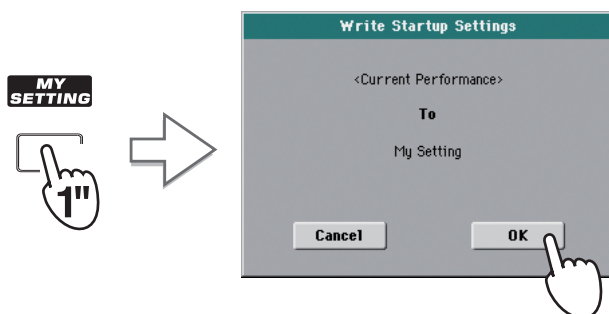 MY
SETTING
1"
Write Startup Settings
<Current Performance>
To
My Setting
Cancel
OK